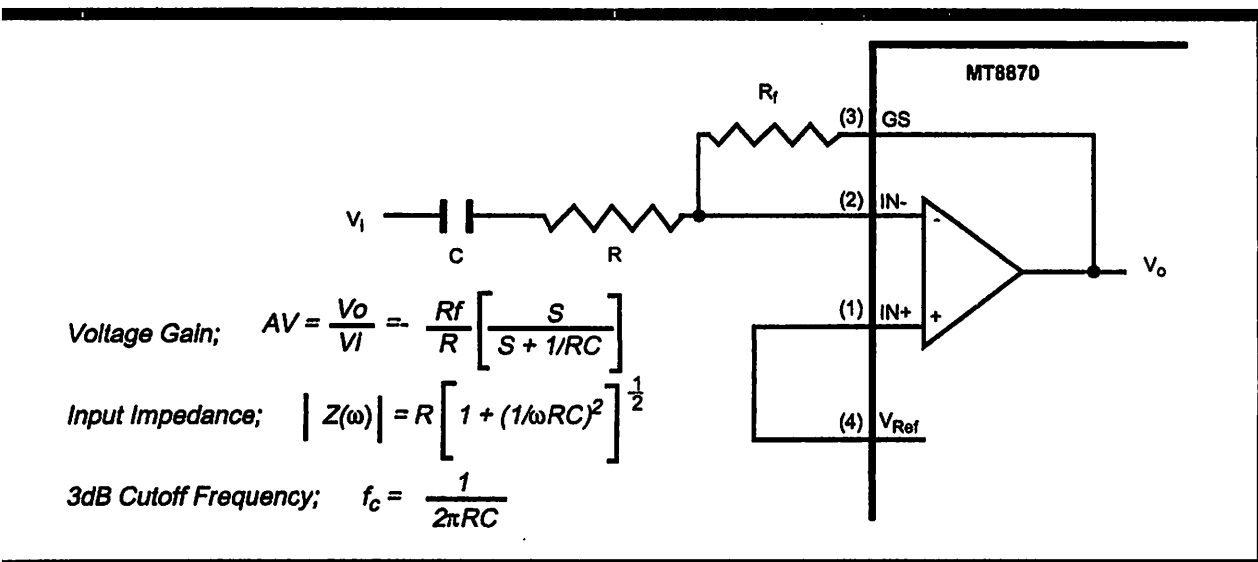 MT8870
Rf
(3) GS
(2) IN-
Vi
C
R
-
Vo
(1) IN+
+
(4) VRef
Voltage Gain; AV = Vo/VI =- Rf/R [ S / S + 1/RC ]
Input Impedance; | Z(ω) | = R [ 1 + (1/ωRC)² ]^1/2
3dB Cutoff Frequency; fc = 1/2πRC